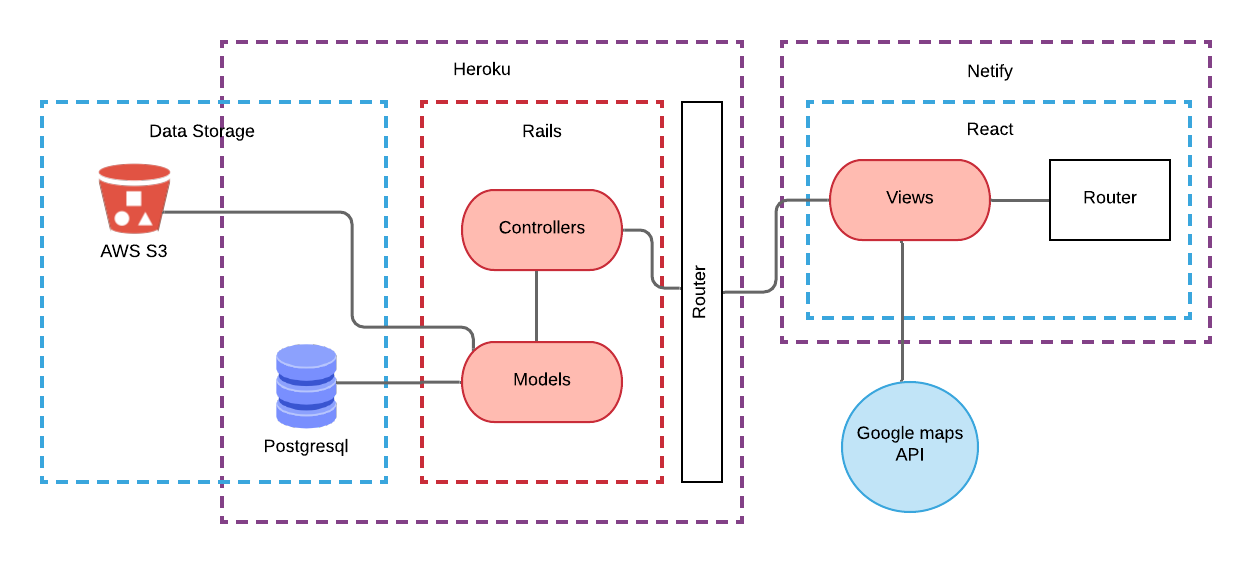 Heroku
Netify
Data Storage
Rails
React
AWS S3
Controllers
Router
Views
Router
Models
Postgresql
Google maps
API